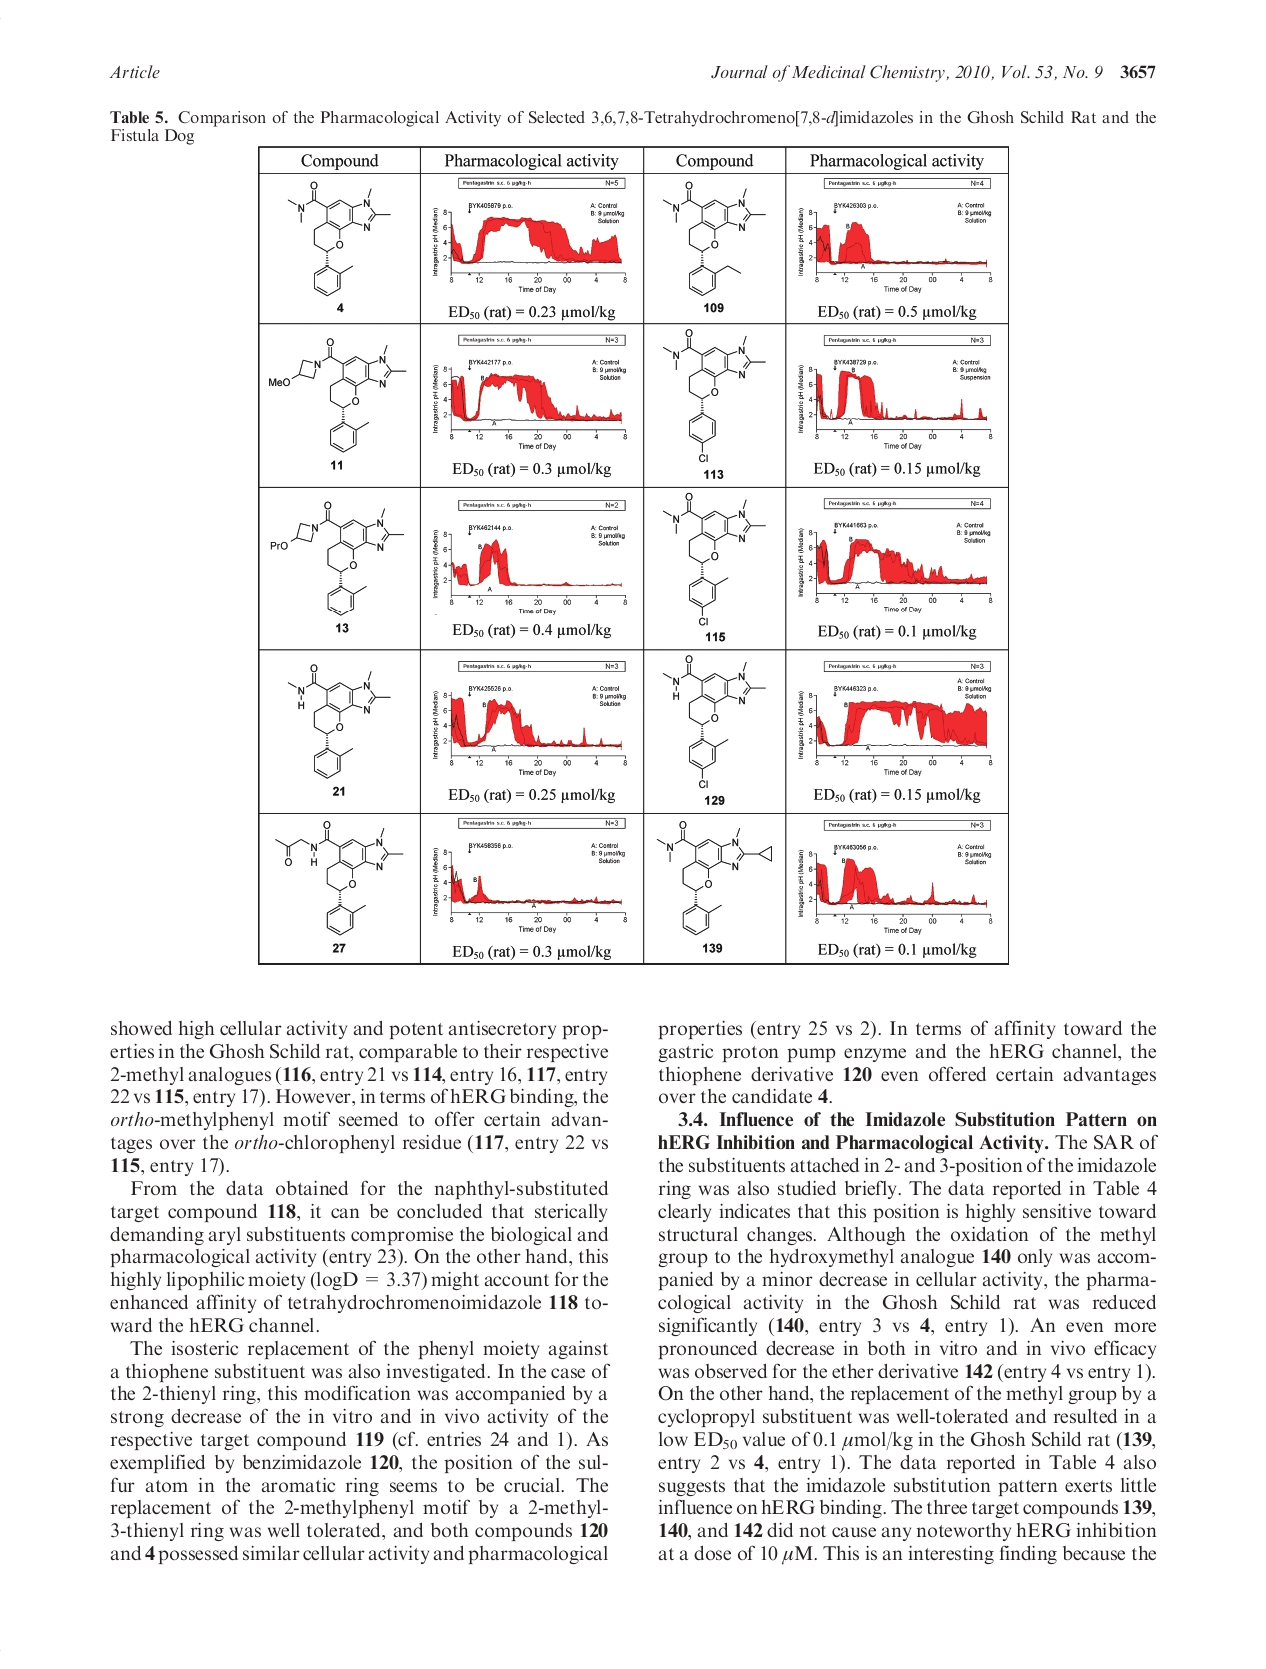 Article
Journal of Medicinal Chemistry, 2010, Vol. 53, No. 9 3657
Table 5. Comparison of the Pharmacological Activity of Selected 3,6,7,8-Tetrahydrochromeno[7,8-d]imidazoles in the Ghosh Schild Rat and the
Fistula Dog
Compound
Pharmacological activity
Compound
Pharmacological activity
4
Pentagastrin s.c. 6 µg/kg·h N=5
BYK405879 p.o.
A: Control
B: 9 µmol/kg
Solution
Intragastric pH (Median)
Time of Day
ED50 (rat) = 0.23 µmol/kg
109
Pentagastrin s.c. 6 µg/kg·h N=4
BYK426303 p.o.
A: Control
B: 9 µmol/kg
Solution
Intragastric pH (Median)
Time of Day
ED50 (rat) = 0.5 µmol/kg
MeO
11
Pentagastrin s.c. 6 µg/kg·h N=3
BYK442177 p.o.
A: Control
B: 9 µmol/kg
Solution
Intragastric pH (Median)
Time of Day
ED50 (rat) = 0.3 µmol/kg
Cl
113
Pentagastrin s.c. 6 µg/kg·h N=3
BYK438729 p.o.
A: Control
B: 9 µmol/kg
Suspension
Intragastric pH (Median)
Time of Day
ED50 (rat) = 0.15 µmol/kg
PrO
13
Pentagastrin s.c. 6 µg/kg·h N=2
BYK462144 p.o.
A: Control
B: 9 µmol/kg
Solution
Intragastric pH (Median)
Time of Day
ED50 (rat) = 0.4 µmol/kg
Cl
115
Pentagastrin s.c. 6 µg/kg·h N=4
BYK441663 p.o.
A: Control
B: 9 µmol/kg
Solution
Intragastric pH (Median)
Time of Day
ED50 (rat) = 0.1 µmol/kg
21
Pentagastrin s.c. 6 µg/kg·h N=3
BYK425526 p.o.
A: Control
B: 9 µmol/kg
Solution
Intragastric pH (Median)
Time of Day
ED50 (rat) = 0.25 µmol/kg
Cl
129
Pentagastrin s.c. 6 µg/kg·h N=3
BYK446323 p.o.
A: Control
B: 9 µmol/kg
Solution
Intragastric pH (Median)
Time of Day
ED50 (rat) = 0.15 µmol/kg
27
Pentagastrin s.c. 6 µg/kg·h N=3
BYK458356 p.o.
A: Control
B: 9 µmol/kg
Solution
Intragastric pH (Median)
Time of Day
ED50 (rat) = 0.3 µmol/kg
139
Pentagastrin s.c. 6 µg/kg·h N=3
BYK463056 p.o.
A: Control
B: 9 µmol/kg
Solution
Intragastric pH (Median)
Time of Day
ED50 (rat) = 0.1 µmol/kg
showed high cellular activity and potent antisecretory prop-
erties in the Ghosh Schild rat, comparable to their respective
2-methyl analogues (116, entry 21 vs 114, entry 16, 117, entry
22 vs 115, entry 17). However, in terms of hERG binding, the
ortho-methylphenyl motif seemed to offer certain advan-
tages over the ortho-chlorophenyl residue (117, entry 22 vs
115, entry 17).
From the data obtained for the naphthyl-substituted
target compound 118, it can be concluded that sterically
demanding aryl substituents compromise the biological and
pharmacological activity (entry 23). On the other hand, this
highly lipophilic moiety (logD = 3.37) might account for the
enhanced affinity of tetrahydrochromenoimidazole 118 to-
ward the hERG channel.
The isosteric replacement of the phenyl moiety against
a thiophene substituent was also investigated. In the case of
the 2-thienyl ring, this modification was accompanied by a
strong decrease of the in vitro and in vivo activity of the
respective target compound 119 (cf. entries 24 and 1). As
exemplified by benzimidazole 120, the position of the sul-
fur atom in the aromatic ring seems to be crucial. The
replacement of the 2-methylphenyl motif by a 2-methyl-
3-thienyl ring was well tolerated, and both compounds 120
and 4 possessed similar cellular activity and pharmacological
properties (entry 25 vs 2). In terms of affinity toward the
gastric proton pump enzyme and the hERG channel, the
thiophene derivative 120 even offered certain advantages
over the candidate 4.
3.4. Influence of the Imidazole Substitution Pattern on
hERG Inhibition and Pharmacological Activity. The SAR of
the substituents attached in 2- and 3-position of the imidazole
ring was also studied briefly. The data reported in Table 4
clearly indicates that this position is highly sensitive toward
structural changes. Although the oxidation of the methyl
group to the hydroxymethyl analogue 140 only was accom-
panied by a minor decrease in cellular activity, the pharma-
cological activity in the Ghosh Schild rat was reduced
significantly (140, entry 3 vs 4, entry 1). An even more
pronounced decrease in both in vitro and in vivo efficacy
was observed for the ether derivative 142 (entry 4 vs entry 1).
On the other hand, the replacement of the methyl group by a
cyclopropyl substituent was well-tolerated and resulted in a
low ED50 value of 0.1 µmol/kg in the Ghosh Schild rat (139,
entry 2 vs 4, entry 1). The data reported in Table 4 also
suggests that the imidazole substitution pattern exerts little
influence on hERG binding. The three target compounds 139,
140, and 142 did not cause any noteworthy hERG inhibition
at a dose of 10 µM. This is an interesting finding because the